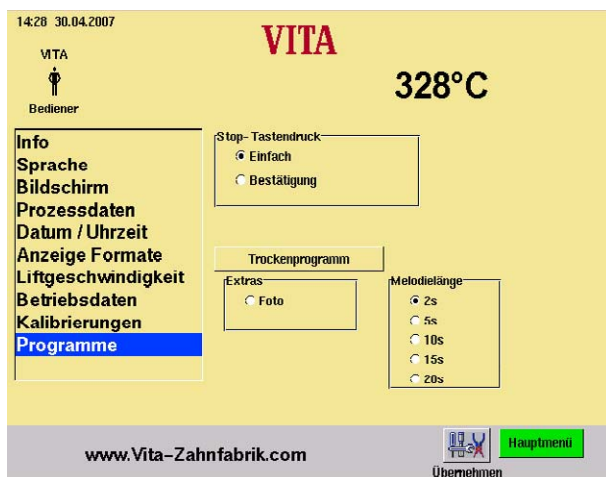 14:28 30.04.2007
VITA
VITA
328°C
Bediener
Info
Sprache
Bildschirm
Prozessdaten
Datum / Uhrzeit
Anzeige Formate
Liftgeschwindigkeit
Betriebsdaten
Kalibrierungen
Programme
Stop-Tastendruck
Einfach
Bestätigung
Trockenprogramm
Extras
Foto
Melodielänge
2s
5s
10s
15s
20s
www.Vita-Zahnfabrik.com
Übernehmen
Hauptmenü